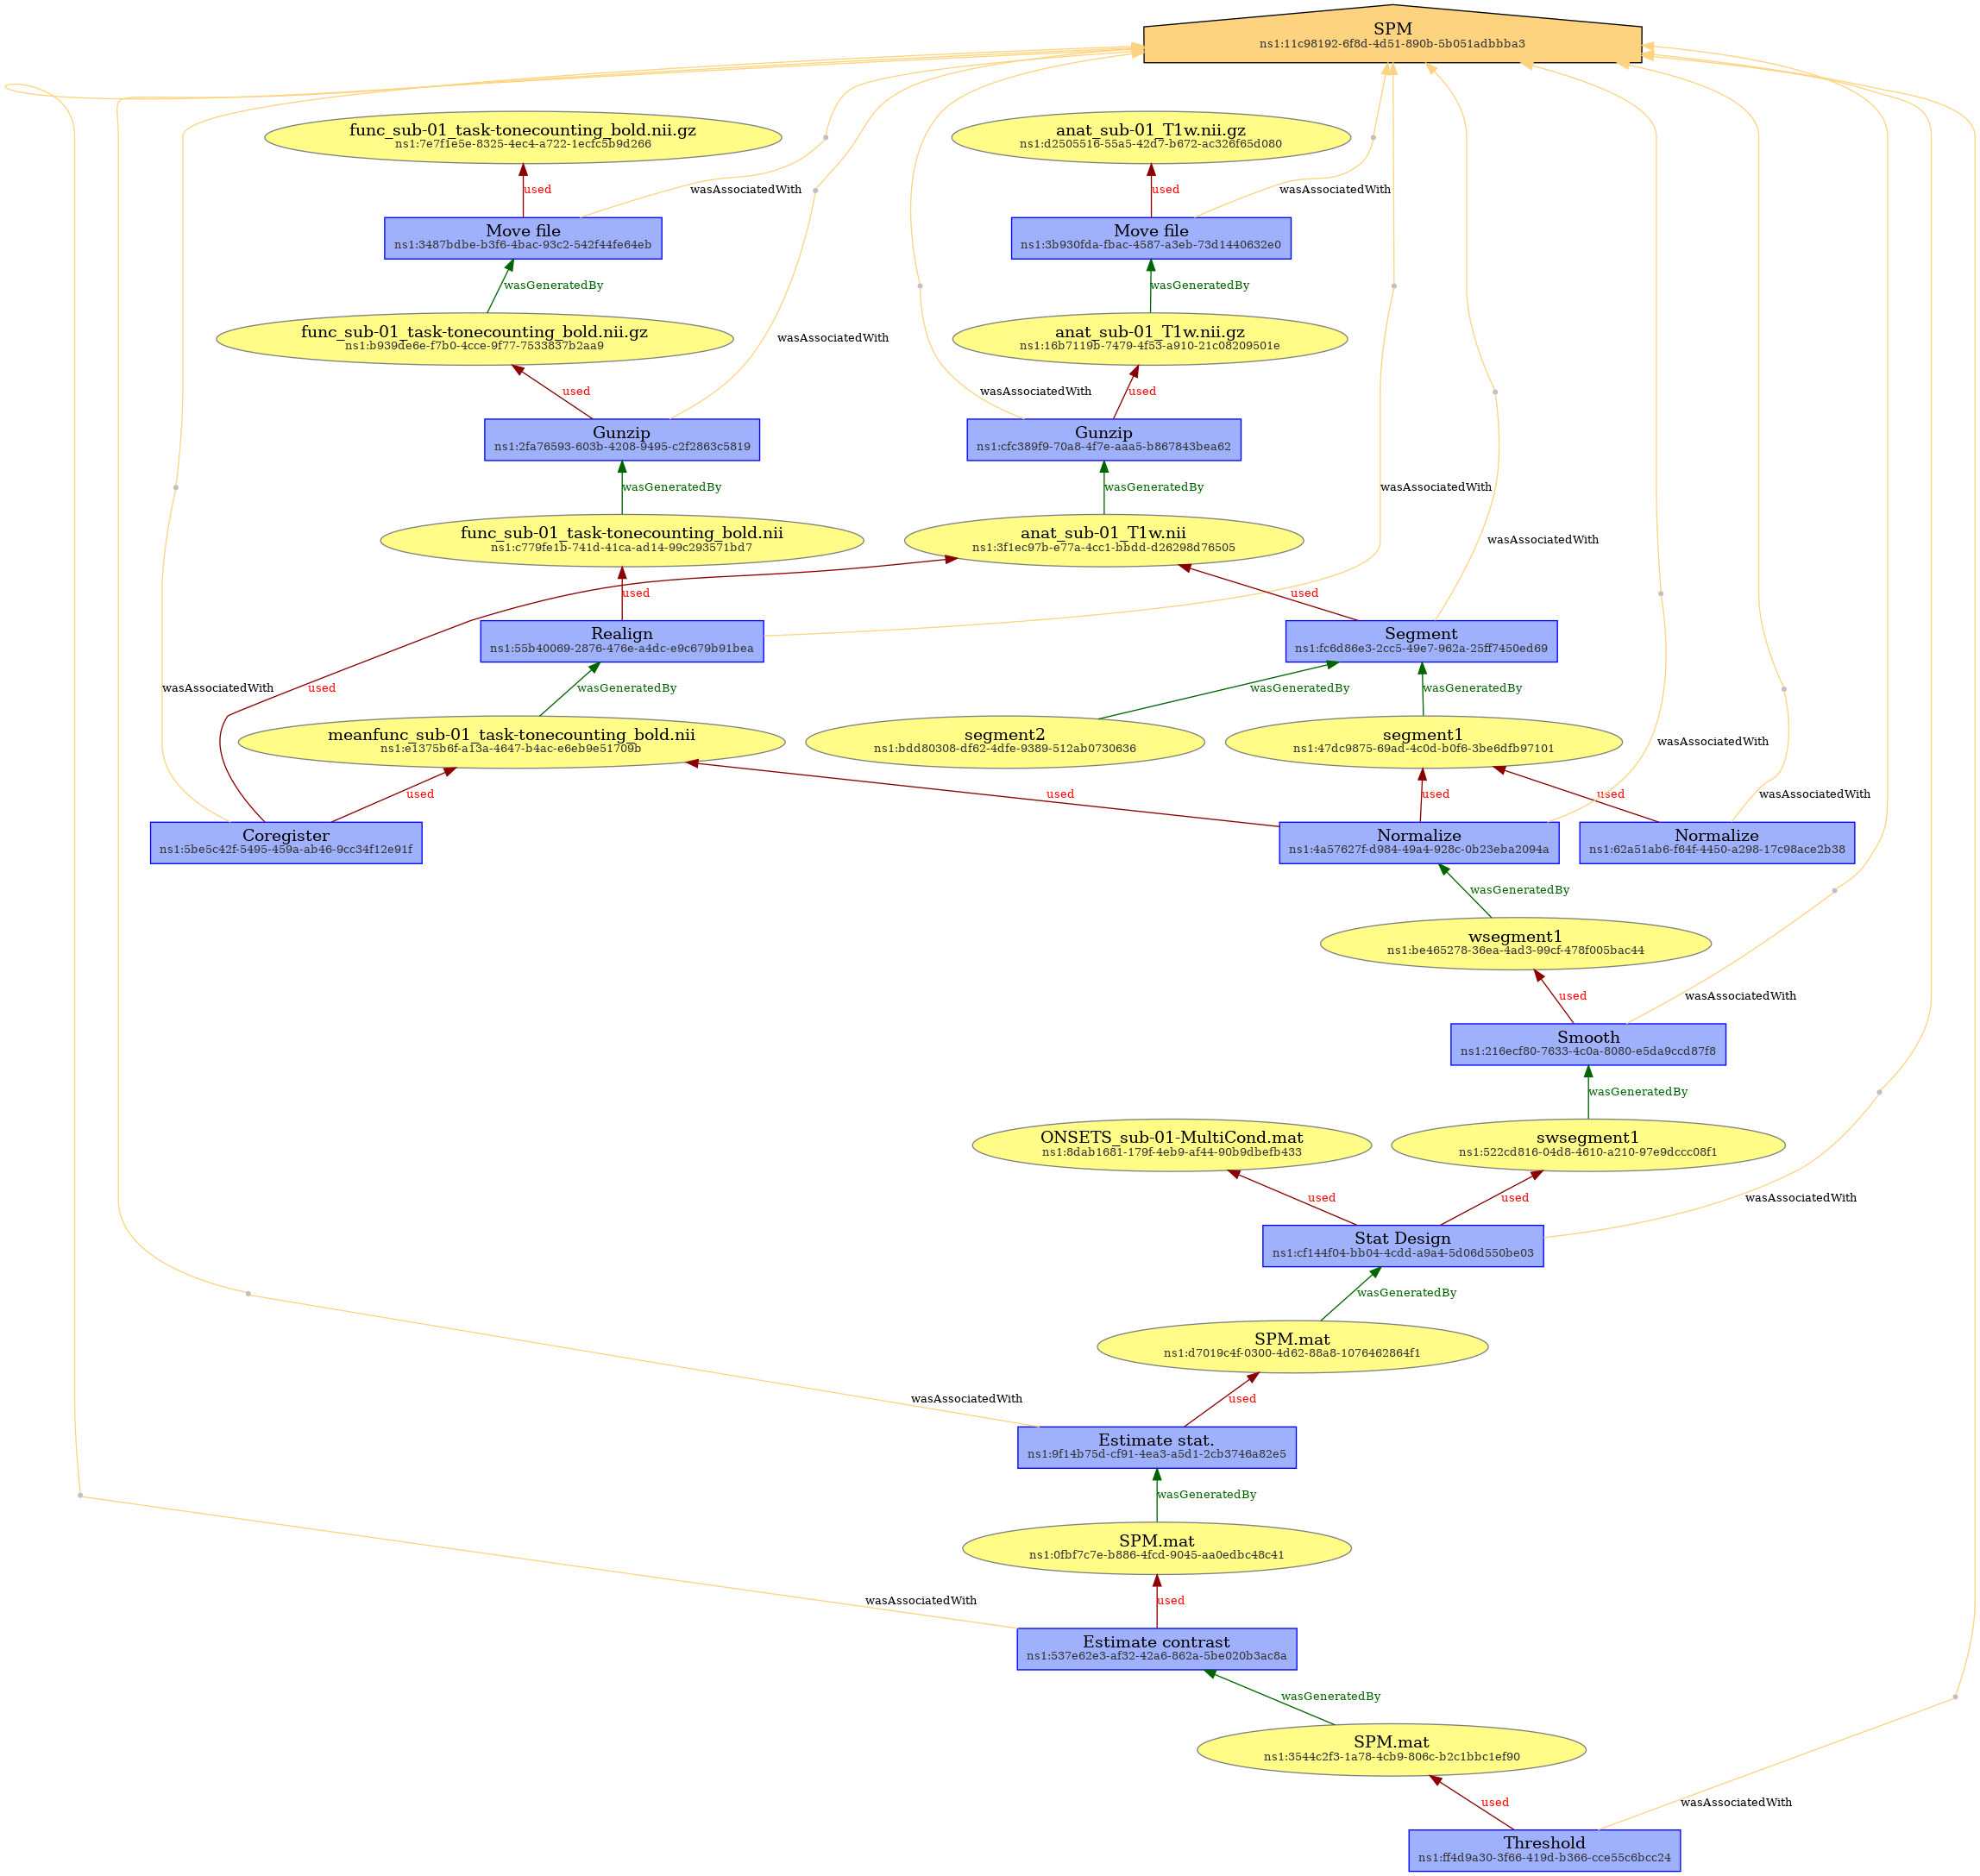 SPM
ns1:11c98192-6f8d-4d51-890b-5b051adbbba3
func_sub-01_task-tonecounting_bold.nii.gz
ns1:7e7f1e5e-8325-4ec4-a722-1ecfc5b9d266
anat_sub-01_T1w.nii.gz
ns1:d2505516-55a5-42d7-b672-ac326f65d080
used
wasAssociatedWith
used
wasAssociatedWith
Move file
ns1:3487bdbe-b3f6-4bac-93c2-542f44fe64eb
Move file
ns1:3b930fda-fbac-4587-a3eb-73d1440632e0
wasGeneratedBy
wasGeneratedBy
func_sub-01_task-tonecounting_bold.nii.gz
ns1:b939de6e-f7b0-4cce-9f77-7533837b2aa9
wasAssociatedWith
anat_sub-01_T1w.nii.gz
ns1:16b7119b-7479-4f53-a910-21c08209501e
used
wasAssociatedWith
used
Gunzip
ns1:2fa76593-603b-4208-9495-c2f2863c5819
Gunzip
ns1:cfc389f9-70a8-4f7e-aaa5-b867843bea62
wasGeneratedBy
wasGeneratedBy
wasAssociatedWith
func_sub-01_task-tonecounting_bold.nii
ns1:c779fe1b-741d-41ca-ad14-99c293571bd7
anat_sub-01_T1w.nii
ns1:3f1ec97b-e77a-4cc1-bbdd-d26298d76505
wasAssociatedWith
used
used
Realign
ns1:55b40069-2876-476e-a4dc-e9c679b91bea
Segment
ns1:fc6d86e3-2cc5-49e7-962a-25ff7450ed69
wasAssociatedWith
used
wasGeneratedBy
wasGeneratedBy
wasGeneratedBy
meanfunc_sub-01_task-tonecounting_bold.nii
ns1:e1375b6f-a13a-4647-b4ac-e6eb9e51709b
segment2
ns1:bdd80308-df62-4dfe-9389-512ab0730636
segment1
ns1:47dc9875-69ad-4c0d-b0f6-3be6dfb97101
wasAssociatedWith
used
used
used
used
wasAssociatedWith
Coregister
ns1:5be5c42f-5495-459a-ab46-9cc34f12e91f
Normalize
ns1:4a57627f-d984-49a4-928c-0b23eba2094a
Normalize
ns1:62a51ab6-f64f-4450-a298-17c98ace2b38
wasGeneratedBy
wsegment1
ns1:be465278-36ea-4ad3-99cf-478f005bac44
used
wasAssociatedWith
Smooth
ns1:216ecf80-7633-4c0a-8080-e5da9ccd87f8
wasGeneratedBy
ONSETS_sub-01-MultiCond.mat
ns1:8dab1681-179f-4eb9-af44-90b9dbefb433
swsegment1
ns1:522cd816-04d8-4610-a210-97e9dccc08f1
used
used
wasAssociatedWith
Stat Design
ns1:cf144f04-bb04-4cdd-a9a4-5d06d550be03
wasGeneratedBy
SPM.mat
ns1:d7019c4f-0300-4d62-88a8-1076462864f1
wasAssociatedWith
used
Estimate stat.
ns1:9f14b75d-cf91-4ea3-a5d1-2cb3746a82e5
wasGeneratedBy
SPM.mat
ns1:0fbf7c7e-b886-4fcd-9045-aa0edbc48c41
wasAssociatedWith
used
Estimate contrast
ns1:537e62e3-af32-42a6-862a-5be020b3ac8a
wasGeneratedBy
SPM.mat
ns1:3544c2f3-1a78-4cb9-806c-b2c1bbc1ef90
used
wasAssociatedWith
Threshold
ns1:ff4d9a30-3f66-419d-b366-cce55c6bcc24